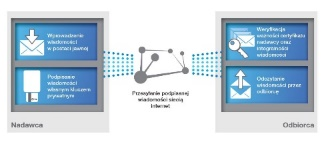 Wprowadzenie
wiadomości
w postaci jawnej
Podpisanie
wiadomości
własnym kluczem
prywatnym
Nadawca
Przesyłanie podpisanej
wiadomości siecią
Internet
Weryfikacja
ważności certyfikatu
nadawcy oraz
integralności
wiadomości
Odczytanie
wiadomości przez
odbiorcę
Odbiorca